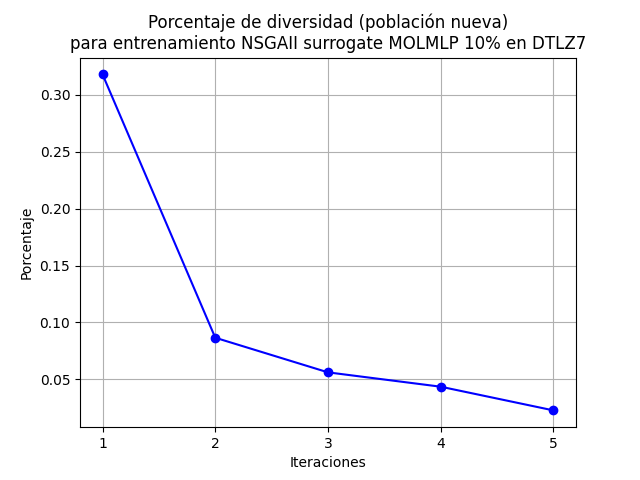 Porcentaje de diversidad (población nueva)
para entrenamiento NSGAII surrogate MOLMLP 10% en DTLZ7
0.30
0.25
0.20
0.15
0.10
0.05
Porcentaje
1 2 3 4 5
Iteraciones